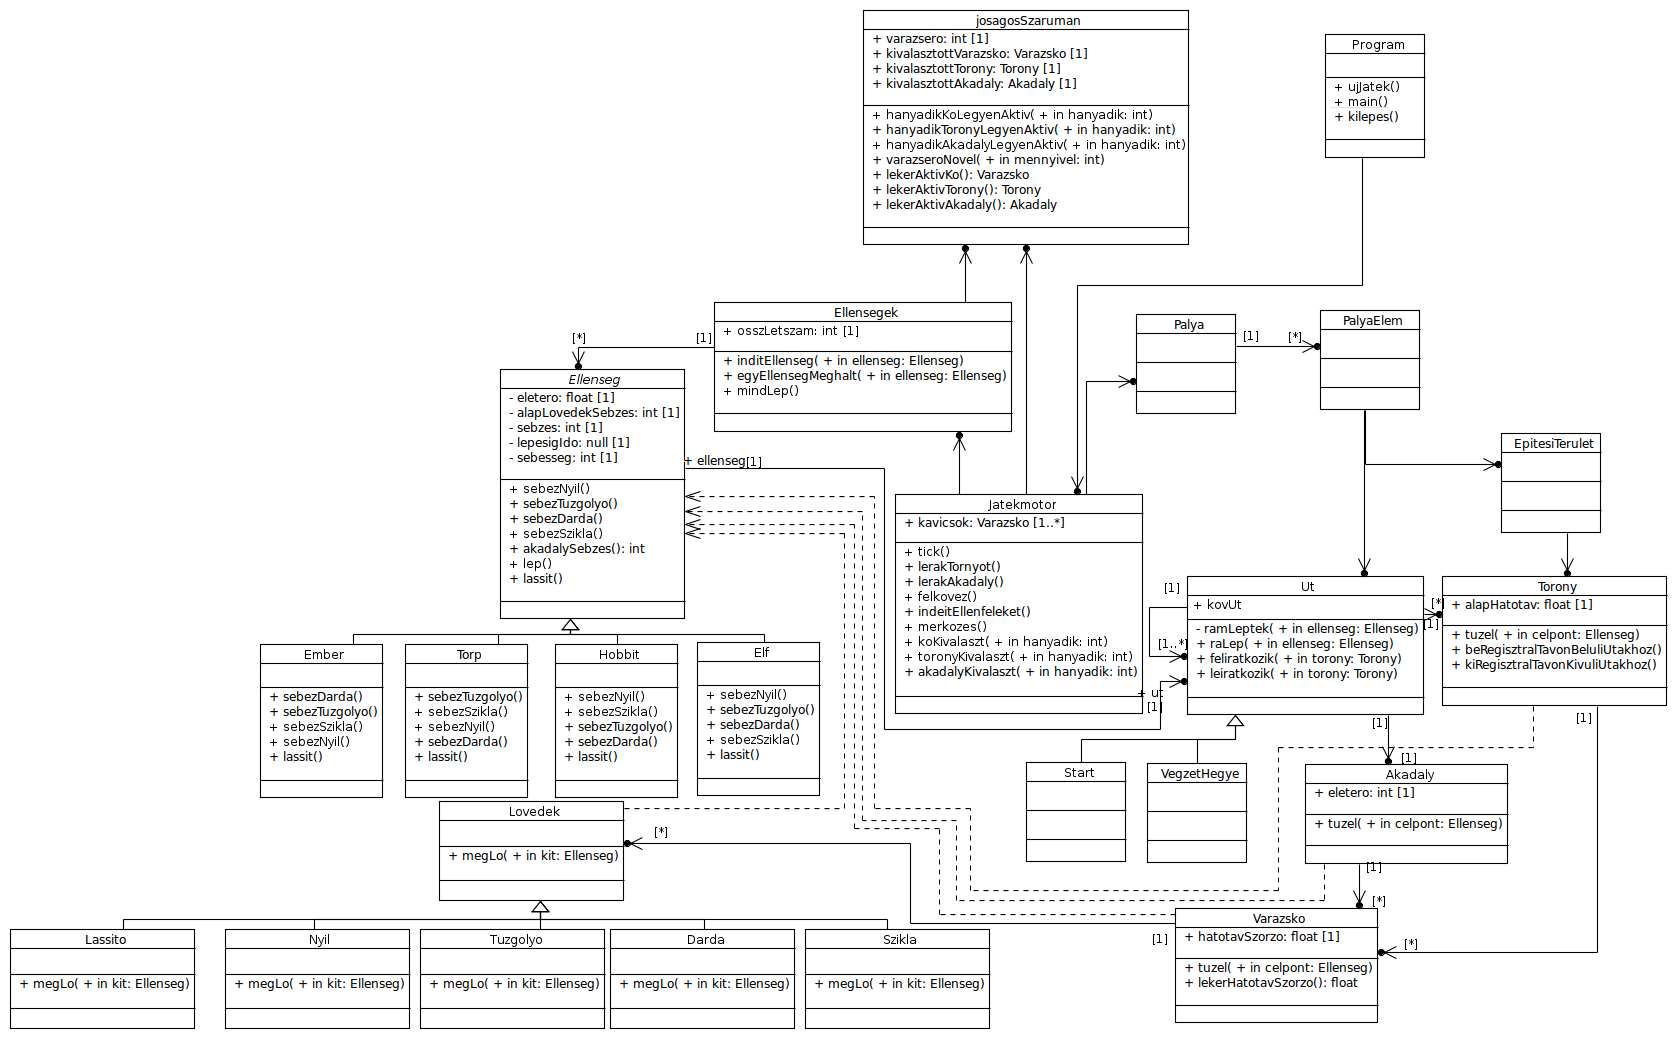 josagosSzaruman
+ varazsero: int [1]
+ kivalasztottVarazsko: Varazsko [1]
+ kivalasztottTorony: Torony [1]
+ kivalasztottAkadaly: Akadaly [1]
+ hanyadikKoLegyenAktiv( + in hanyadik: int)
+ hanyadikToronyLegyenAktiv( + in hanyadik: int)
+ hanyadikAkadalyLegyenAktiv( + in hanyadik: int)
+ varazseroNovel( + in mennyivel: int)
+ lekerAktivKo(): Varazsko
+ lekerAktivTorony(): Torony
+ lekerAktivAkadaly(): Akadaly
Program
+ ujJatek()
+ main()
+ kilepes()
Ellensegek
+ osszLetszam: int [1]
+ inditEllenseg( + in ellenseg: Ellenseg)
+ egyEllensegMeghalt( + in ellenseg: Ellenseg)
+ mindLep()
[*]
[1]
Palya
[1]
[*]
PalyaElem
EpitesiTerulet
Ellenseg
- eletero: float [1]
- alapLovedekSebzes: int [1]
- sebzes: int [1]
- lepesigIdo: null [1]
- sebesseg: int [1]
+ sebezNyil()
+ sebezTuzgolyo()
+ sebezDarda()
+ sebezSzikla()
+ akadalySebzes(): int
+ lep()
+ lassit()
+ ellenseg[1]
Jatekmotor
+ kavicsok: Varazsko [1..*]
+ tick()
+ lerakTornyot()
+ lerakAkadaly()
+ felkovez()
+ indeitEllenfeleket()
+ merkozes()
+ koKivalaszt( + in hanyadik: int)
+ toronyKivalaszt( + in hanyadik: int)
+ akadalyKivalaszt( + in hanyadik: int)
[1]
[1..*]
+ ut
[1]
Ut
+ kovUt
- ramLeptek( + in ellenseg: Ellenseg)
+ raLep( + in ellenseg: Ellenseg)
+ feliratkozik( + in torony: Torony)
+ leiratkozik( + in torony: Torony)
[*]
[1]
Torony
+ alapHatotav: float [1]
+ tuzel( + in celpont: Ellenseg)
+ beRegisztralTavonBeluliUtakhoz()
+ kiRegisztralTavonKivuliUtakhoz()
Ember
+ sebezDarda()
+ sebezTuzgolyo()
+ sebezSzikla()
+ sebezNyil()
+ lassit()
Torp
+ sebezTuzgolyo()
+ sebezSzikla()
+ sebezNyil()
+ sebezDarda()
+ lassit()
Hobbit
+ sebezNyil()
+ sebezSzikla()
+ sebezTuzgolyo()
+ sebezDarda()
+ lassit()
Elf
+ sebezNyil()
+ sebezTuzgolyo()
+ sebezDarda()
+ sebezSzikla()
+ lassit()
Start
VegzetHegye
[1]
[1]
[1]
Akadaly
+ eletero: int [1]
+ tuzel( + in celpont: Ellenseg)
[1]
[*]
Lovedek
+ megLo( + in kit: Ellenseg)
[*]
[1]
Varazsko
+ hatotavSzorzo: float [1]
+ tuzel( + in celpont: Ellenseg)
+ lekerHatotavSzorzo(): float
[*]
Lassito
+ megLo( + in kit: Ellenseg)
Nyil
+ megLo( + in kit: Ellenseg)
Tuzgolyo
+ megLo( + in kit: Ellenseg)
Darda
+ megLo( + in kit: Ellenseg)
Szikla
+ megLo( + in kit: Ellenseg)